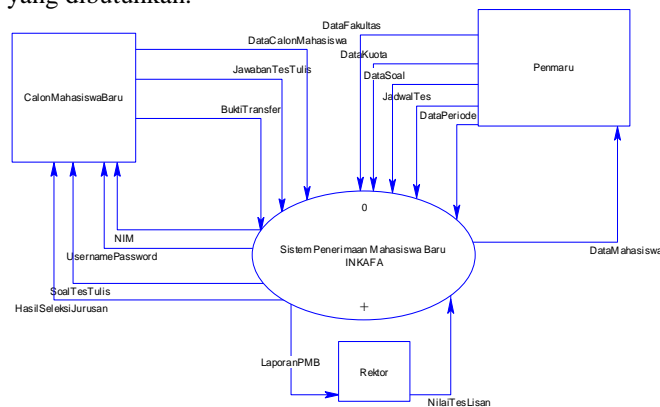 yang dibutuhkan.
DataFakultas
DataCalonMahasiswa
DataKuota
JawabanTesTulis
DataSoal
Penmaru
JadwalTes
CalonMahasiswaBaru
BuktiTransfer
DataPeriode
0
NIM
Sistem Penerimaan Mahasiswa Baru
INKAFA
UsernamePassword
DataMahasiswa
SoalTesTulis
HasilSeleksiJurusan
+
LaporanPMB
Rektor
NilaiTesLisan